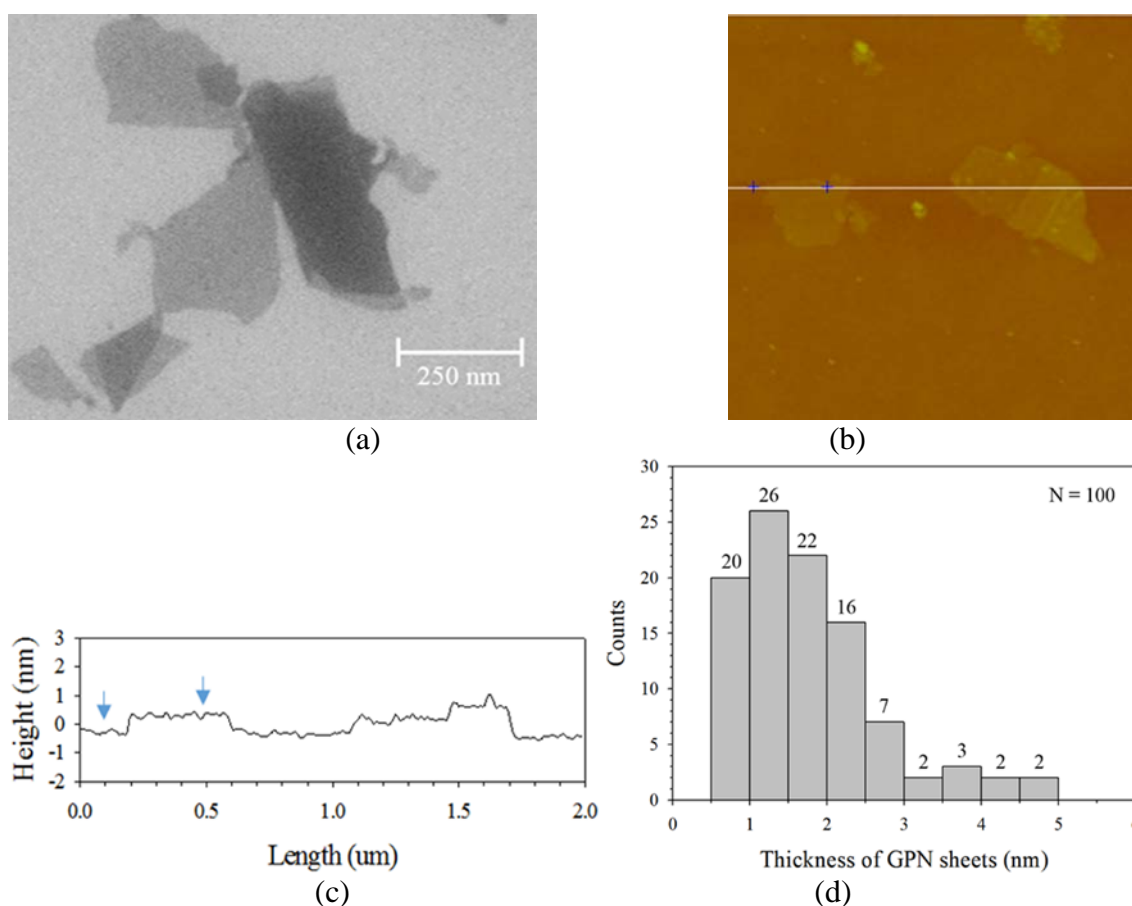 250 nm
(a)
(b)
3
2
1
0
-1
-2
Height (nm)
0.0 0.5 1.0 1.5 2.0
Length (um)
(c)
30
25
20
15
10
5
0
Counts
N = 100
20 26 22 16 7 2 3 2 2
0 1 2 3 4 5
Thickness of GPN sheets (nm)
(d)